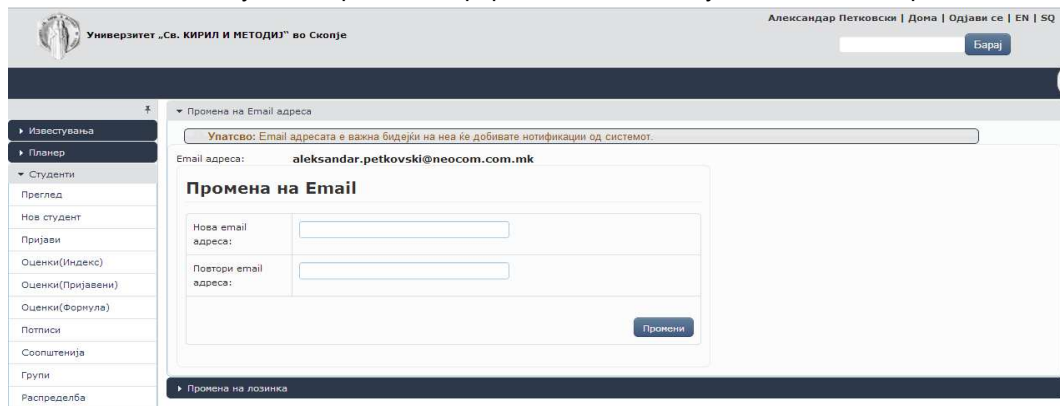 Александар Петковски | Дома | Одјави се | EN | SQ
Универзитет „Св. КИРИЛ И МЕТОДИЈ“ во Скопје
Барај
Промена на Email адреса
Известувања
Упатсво: Email адресата е важна бидејќи на неа ќе добивате нотификации од системот.
Планер
Email адреса: aleksandar.petkovski@neocom.com.mk
Студенти
Преглед
Нов студент
Пријави
Оценки(Индекс)
Оценки(Пријавени)
Оценки(Формула)
Потписи
Соопштенија
Групи
Распределба
Промена на Email
Нова email
адреса:
Повтори email
адреса:
Промени
Промена на лозинка